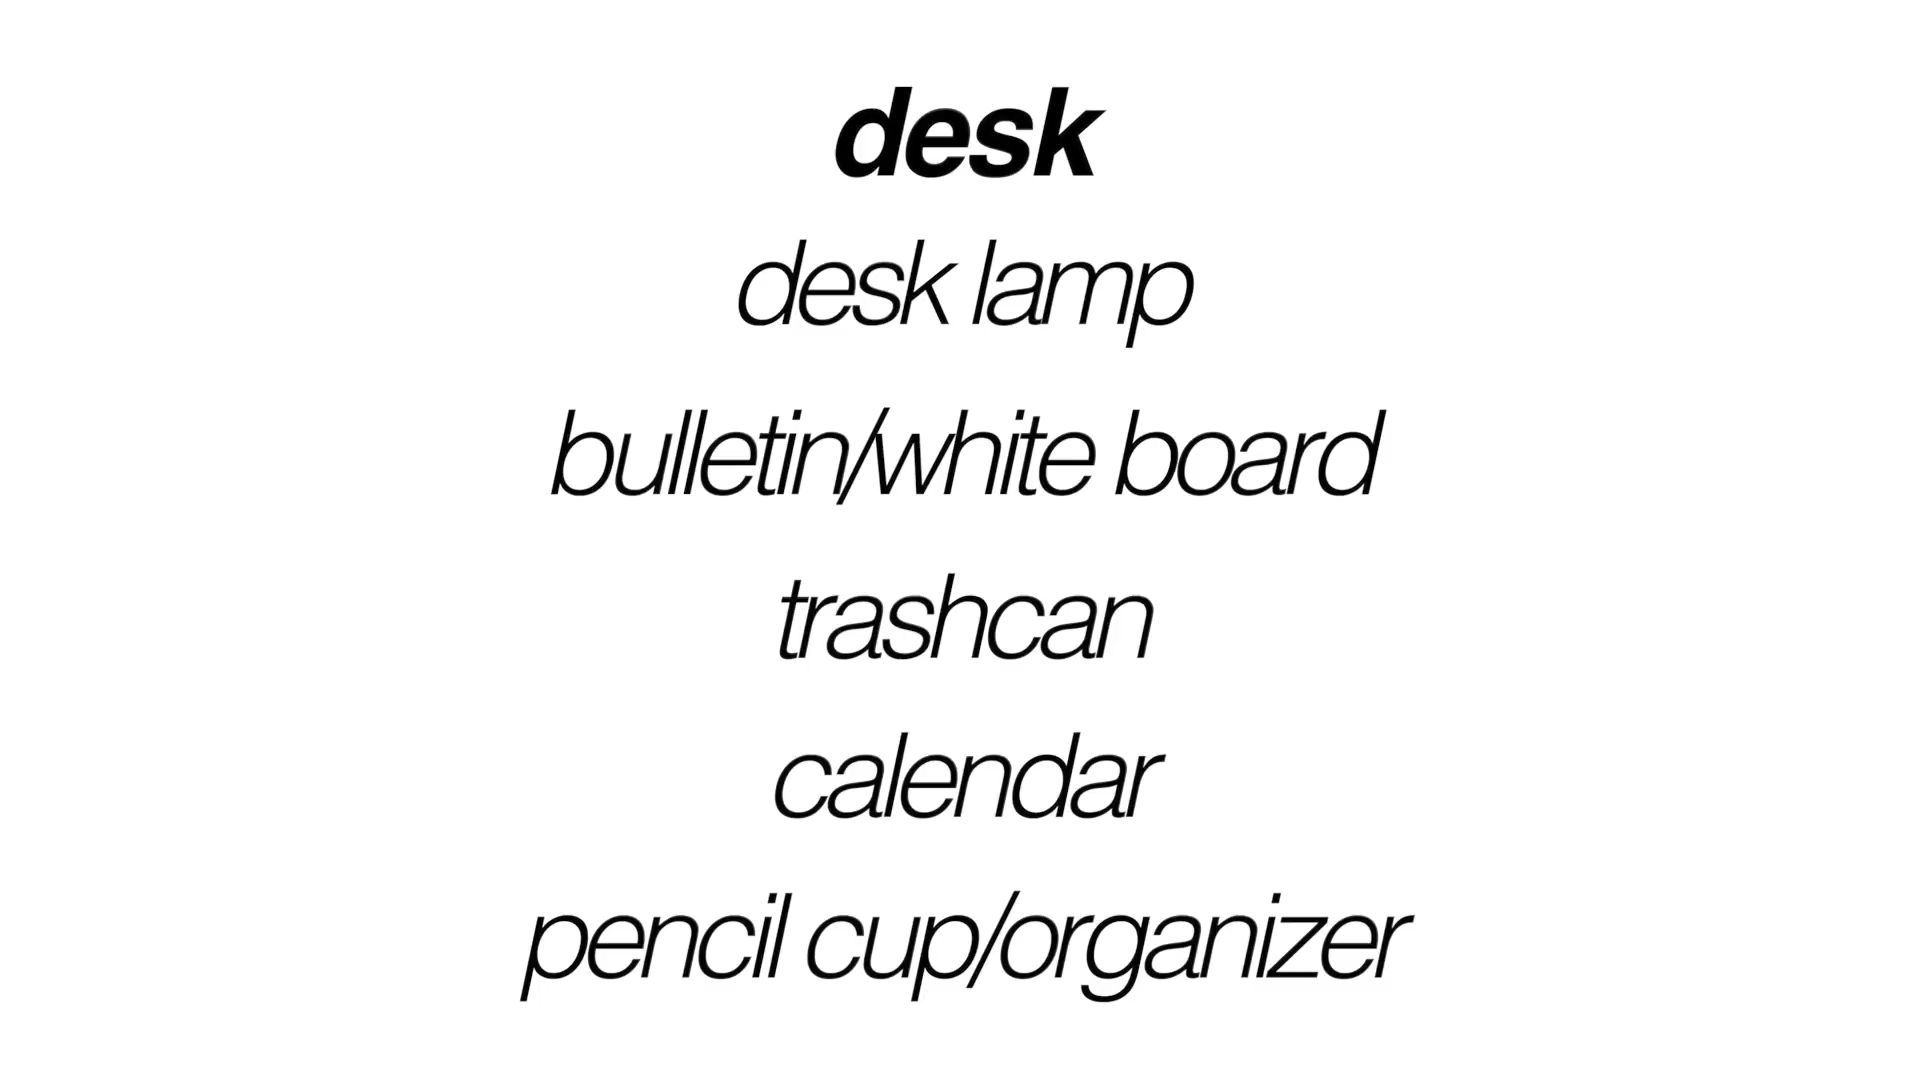 desk
desk lamp
bulletin/white board
trashcan
calendar
pencil cup/organizer